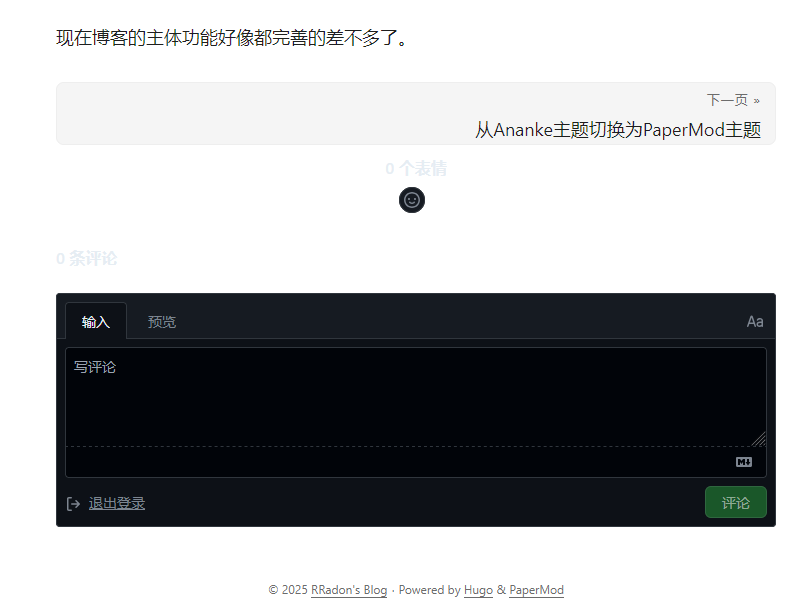 现在博客的主体功能好像都完善的差不多了。
下一页 »
从Ananke主题切换为PaperMod主题
0 个表情
0 条评论
输入 预览 Aa
写评论
M↓
退出登录 评论
© 2025 RRadon's Blog · Powered by Hugo & PaperMod